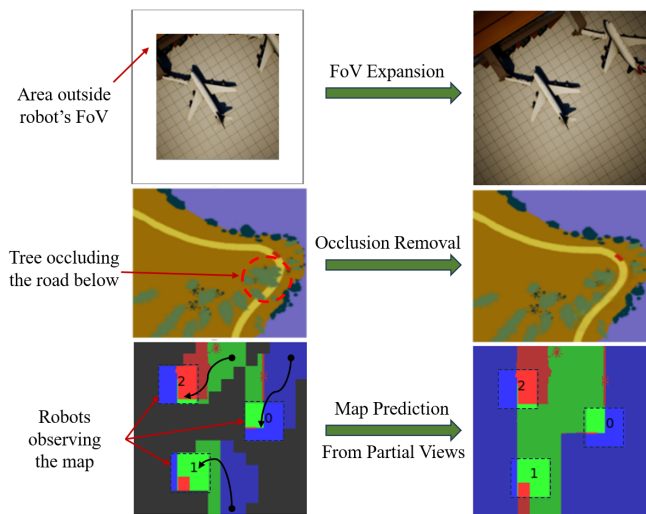 Area outside
robot's FoV
FoV Expansion
Tree occluding
the road below
Occlusion Removal
Robots
observing
the map
2
0
1
Map Prediction
From Partial Views
2
0
1